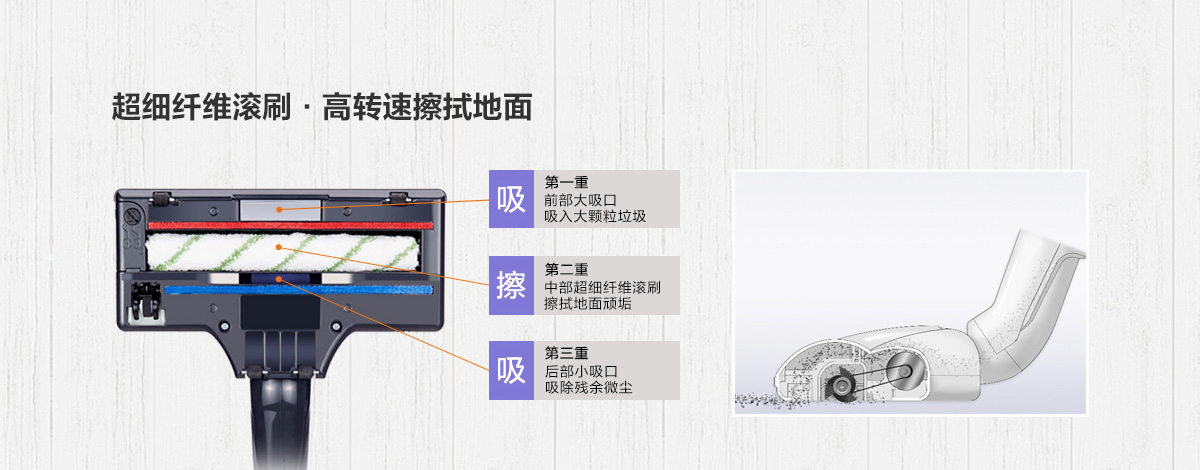 超细纤维滚刷·高转速擦拭地面
吸
第一重
前部大吸口
吸入大颗粒垃圾
擦
第二重
中部超细纤维滚刷
擦拭地面顽垢
吸
第三重
后部小吸口
吸除残余微尘